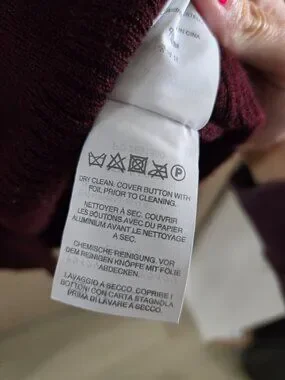 P
DRY CLEAN. COVER BUTTON WITH
FOIL PRIOR TO CLEANING.
NETTOYER À SEC. COUVRIR
LES BOUTONS AVEC DU PAPIER
ALUMINIUM AVANT LE NETTOYAGE
A SEC.
CHEMISCHE REINIGUNG. VOR
DEM REINIGEN KNÖPFE MIT FOLIE
ABDECKEN.
LAVAGGIO A SECCO. COPRIRE I
BOTTONI CON CARTA STAGNOLA
PRIMA DI LAVARE A SECCO.